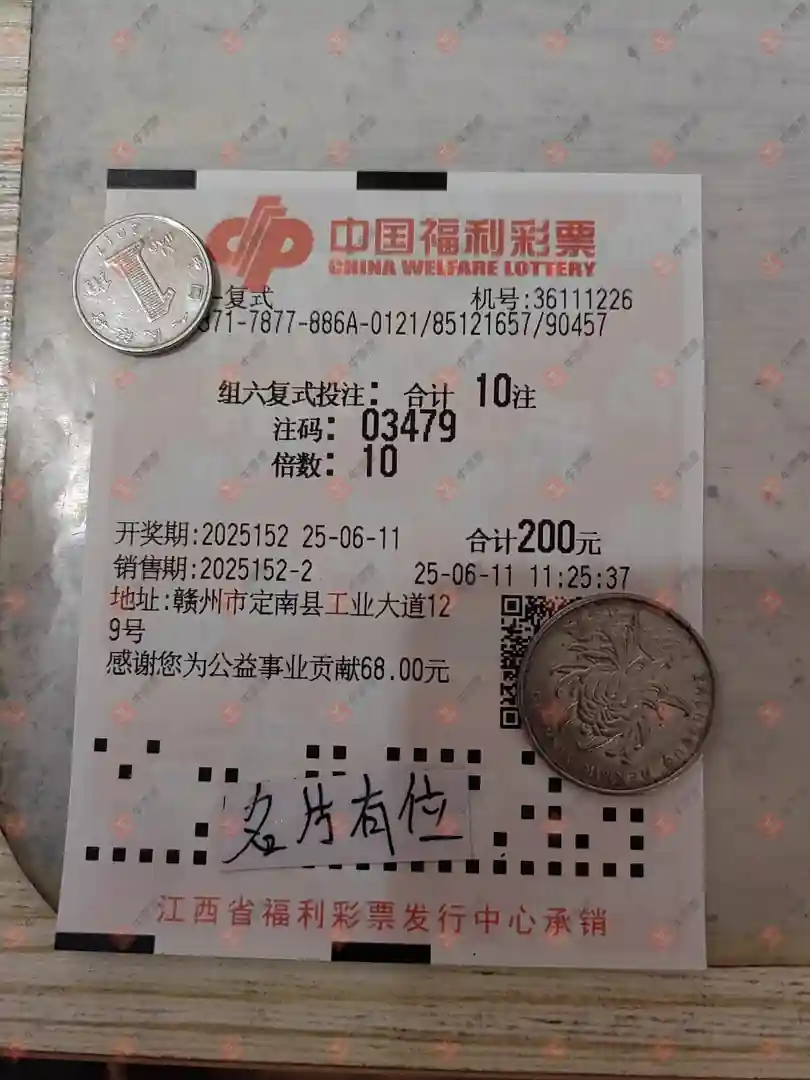 中国福利彩票
CHINA WELFARE LOTTERY
-复式 机号:36111226
371-7877-886A-0121/85121657/90457
组六复式投注: 合计 10注
注码: 03479
倍数: 10
开奖期:2025152 25-06-11 合计200元
销售期:2025152-2 25-06-11 11:25:37
地址:赣州市定南县工业大道12
9号
感谢您为公益事业贡献68.00元
名片有位
江西省福利彩票发行中心承销